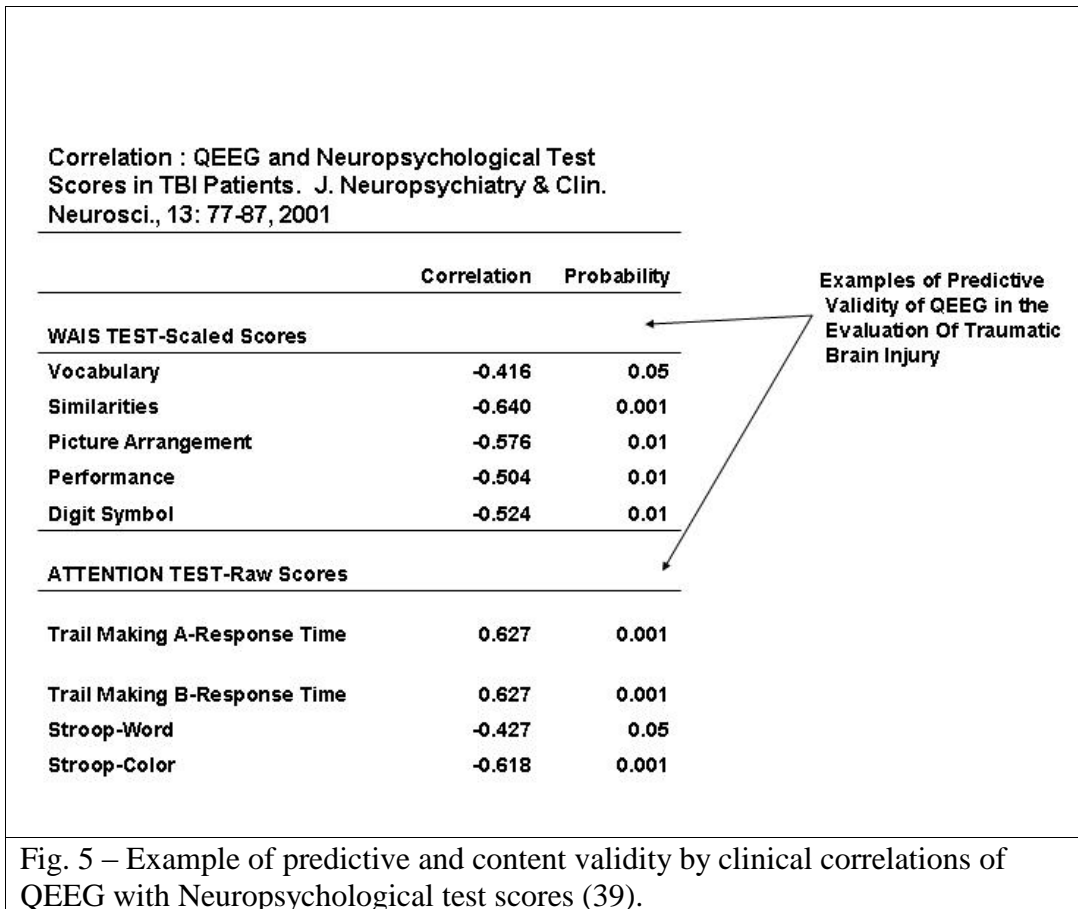 Correlation : QEEG and Neuropsychological Test
Scores in TBI Patients. J. Neuropsychiatry & Clin.
Neurosci., 13: 77-87, 2001
Correlation Probability
WAIS TEST-Scaled Scores
Vocabulary -0.416 0.05
Similarities -0.640 0.001
Picture Arrangement -0.576 0.01
Performance -0.504 0.01
Digit Symbol -0.524 0.01
ATTENTION TEST-Raw Scores
Trail Making A-Response Time 0.627 0.001
Trail Making B-Response Time 0.627 0.001
Stroop-Word -0.427 0.05
Stroop-Color -0.618 0.001
Examples of Predictive
Validity of QEEG in the
Evaluation Of Traumatic
Brain Injury
Fig. 5 – Example of predictive and content validity by clinical correlations of
QEEG with Neuropsychological test scores (39).